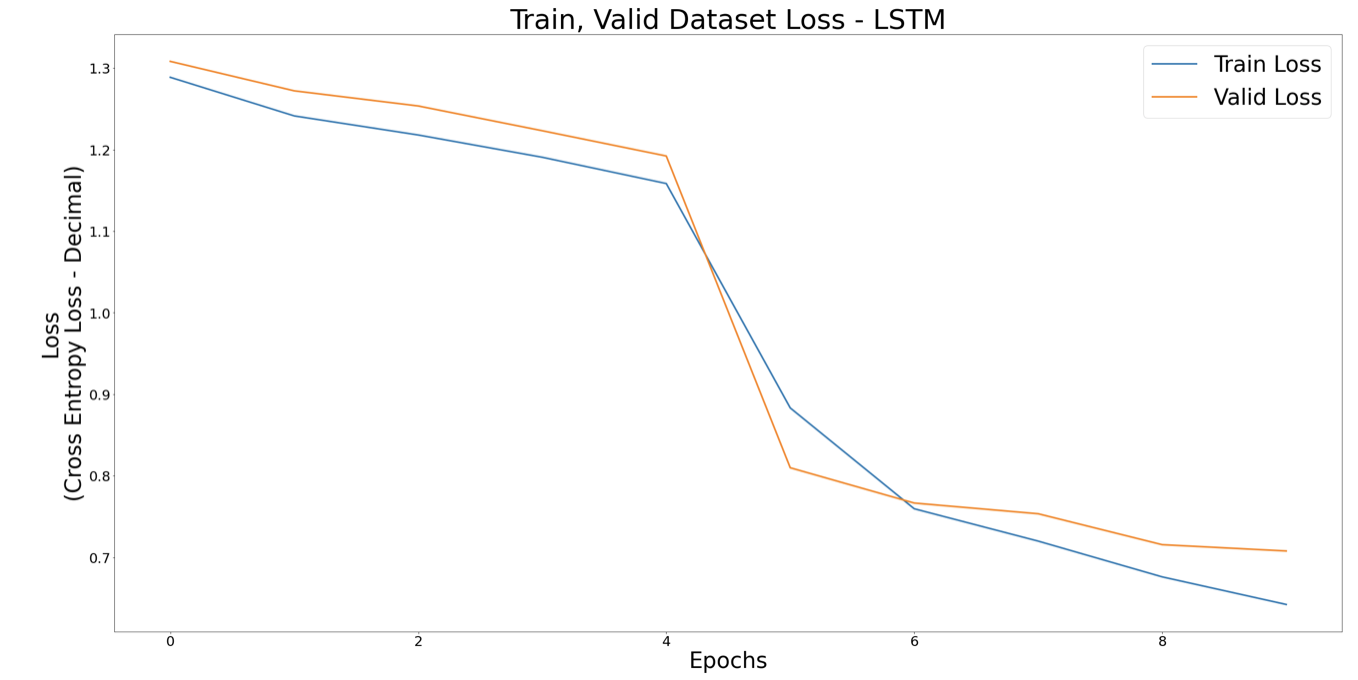 Train, Valid Dataset Loss - LSTM
Train Loss
Valid Loss
Loss
(Cross Entropy Loss - Decimal)
1.3
1.2
1.1
1.0
0.9
0.8
0.7
0
2
4
6
8
Epochs